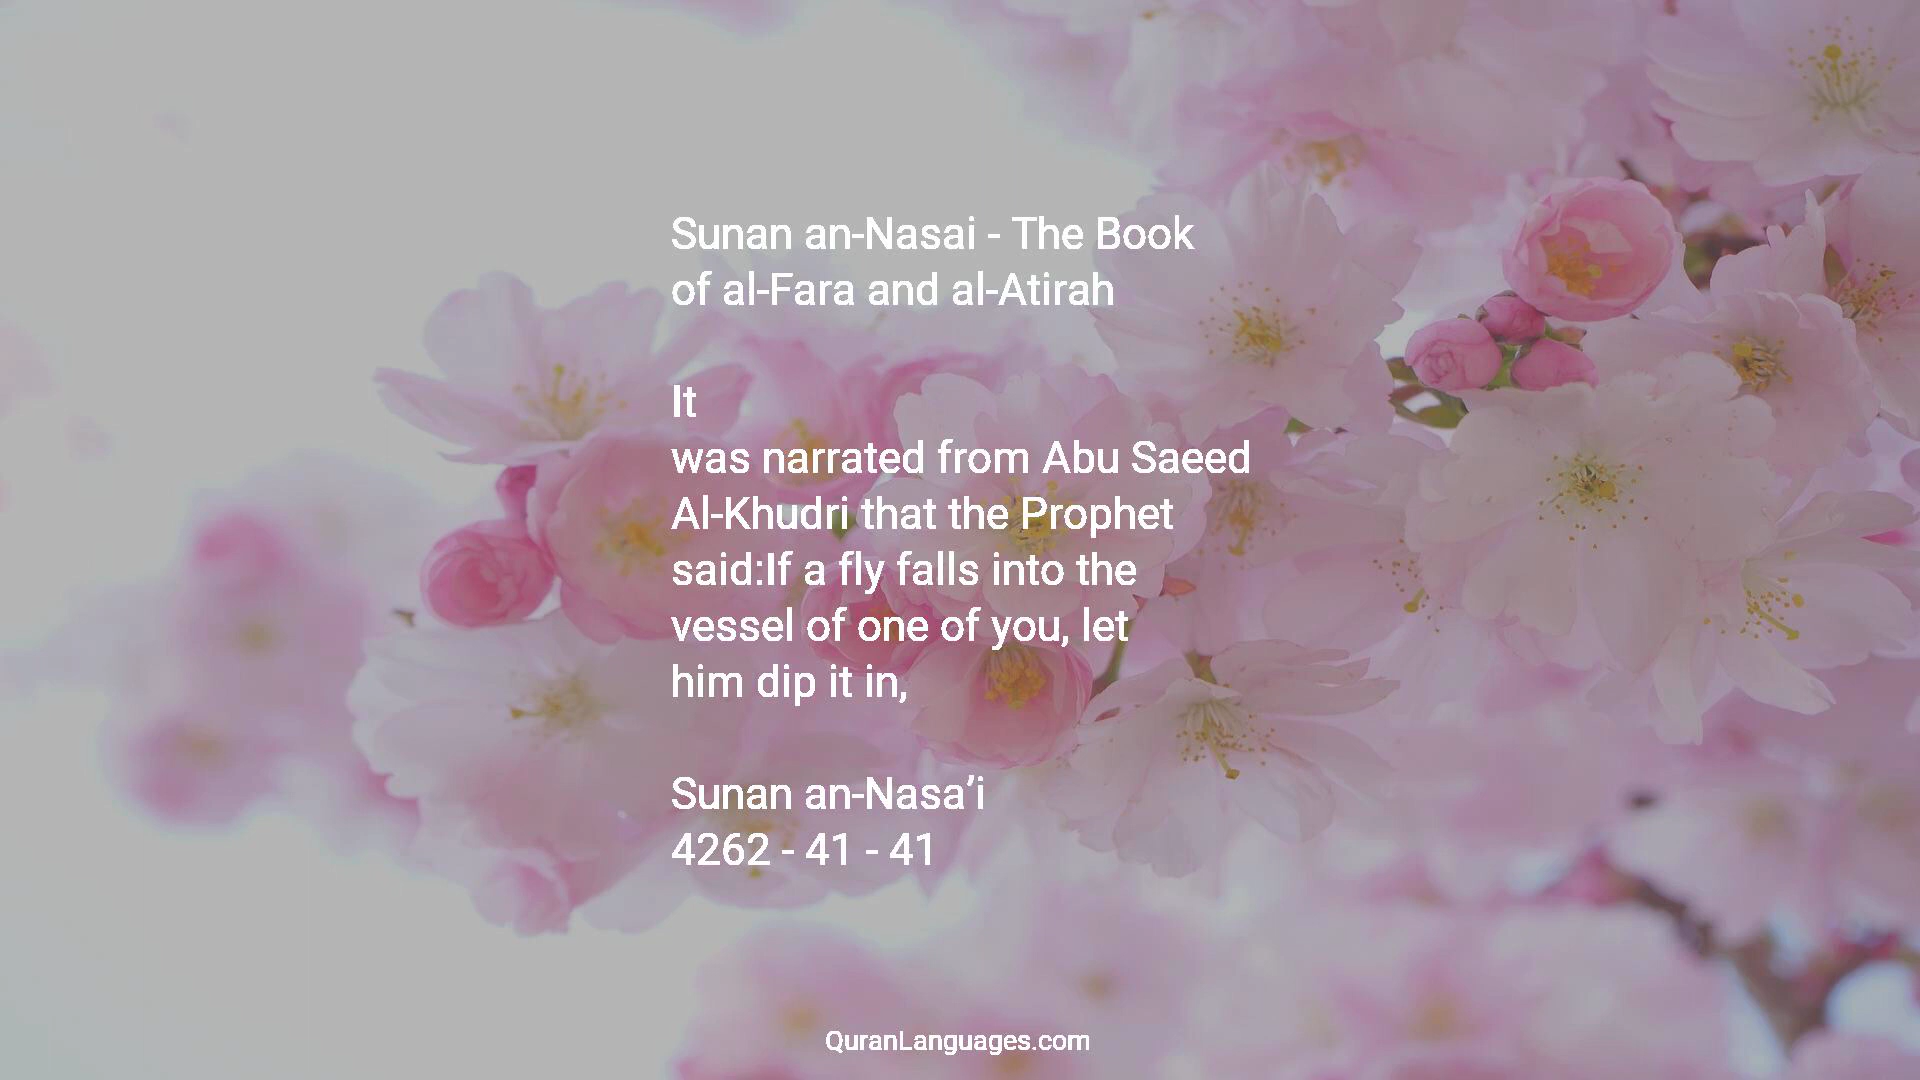 Sunan an-Nasai - The Book
of al-Fara and al-Atirah
It
was narrated from Abu Saeed
Al-Khudri that the Prophet
said:If a fly falls into the
vessel of one of you, let
him dip it in,
Sunan an-Nasa’i
4262 - 41 - 41
QuranLanguages.com